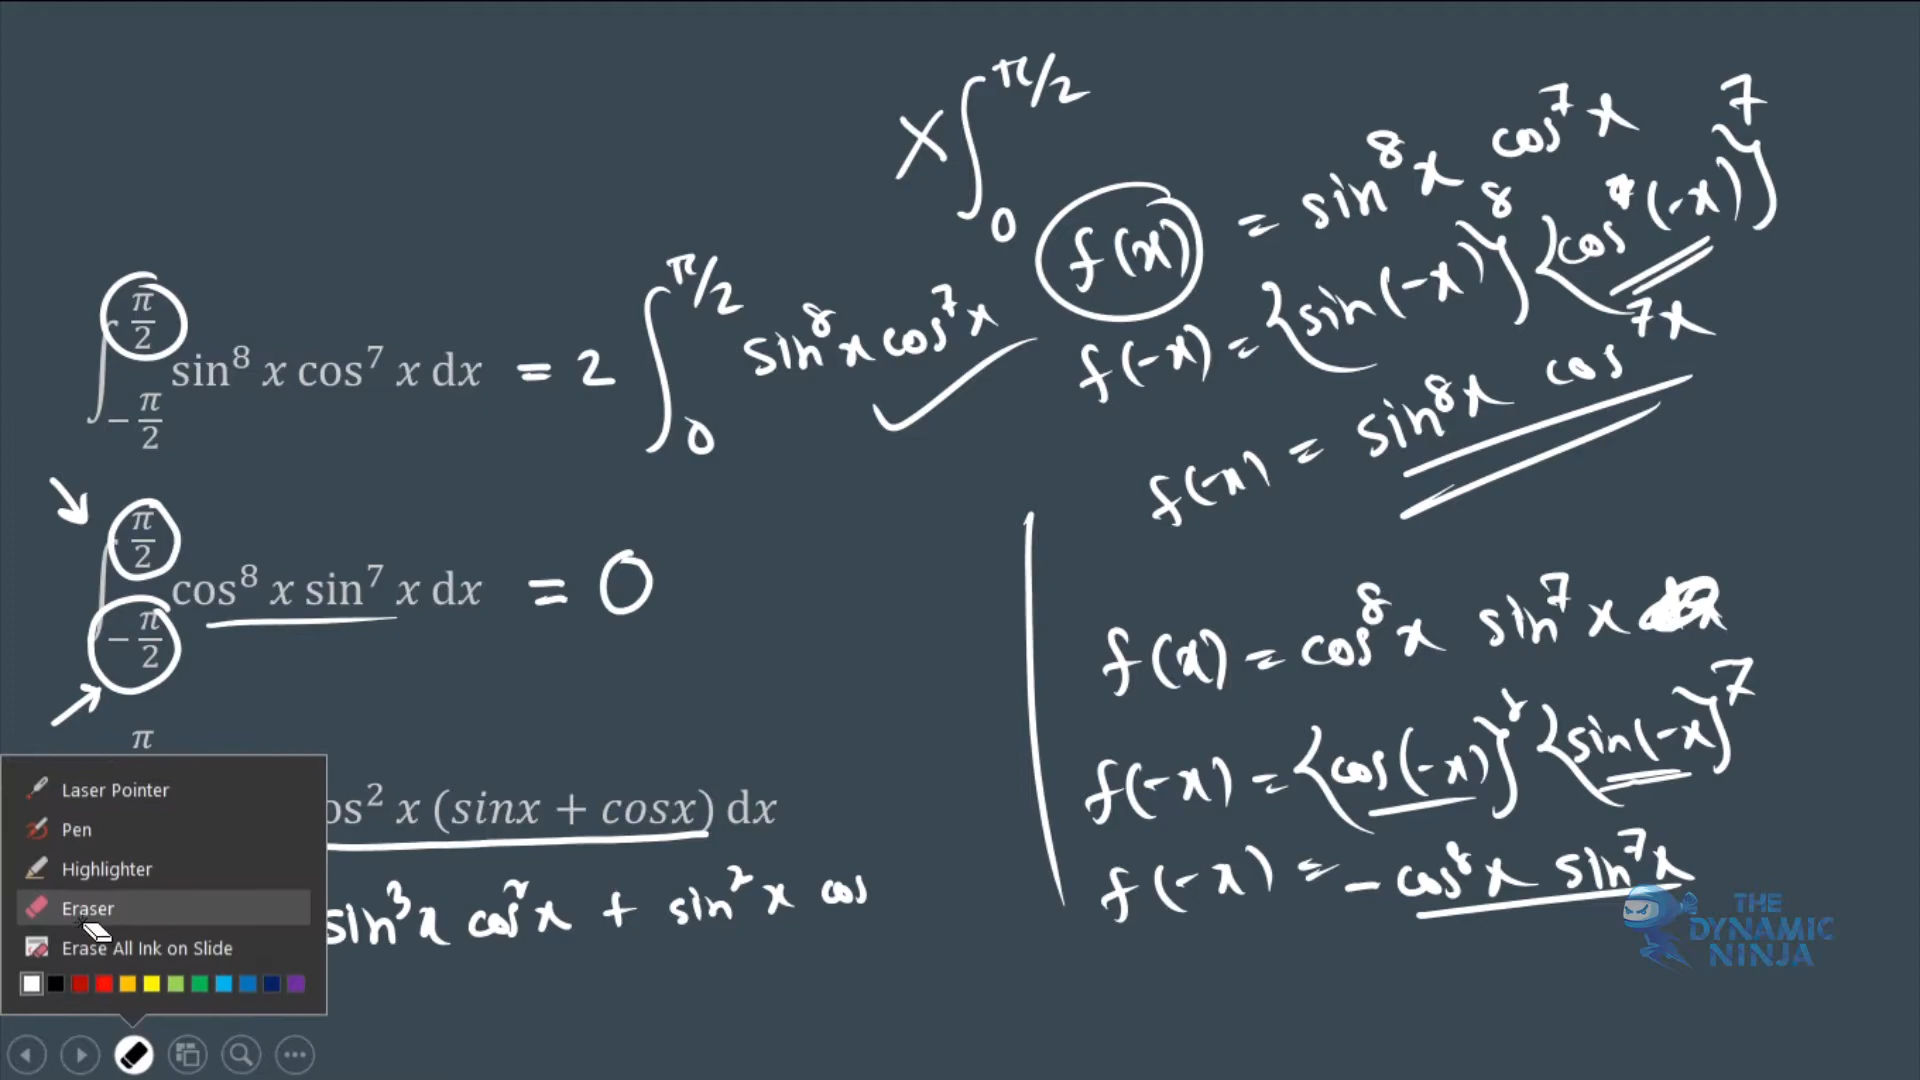 ∫_{-π/2}^{π/2} sin⁸ x cos⁷ x dx = 2 ∫_0^{π/2} sin⁸x cos⁷x
X ∫_0^{π/2}
f(x) = sin⁸x cos⁷x
f(-x) = {sin(-x)}⁸ {cos(-x)}⁷
f(-x) = sin⁸x cos⁷x
∫_{-π/2}^{π/2} cos⁸ x sin⁷ x dx = 0
f(x) = cos⁸x sin⁷x
f(-x) = {cos(-x)}⁸ {sin(-x)}⁷
f(-x) = - cos⁸x sin⁷x
π
os² x (sinx + cosx) dx
sin³x cos²x + sin²x cos
Laser Pointer
Pen
Highlighter
Eraser
Erase All Ink on Slide
THE
DYNAMIC
NINJA